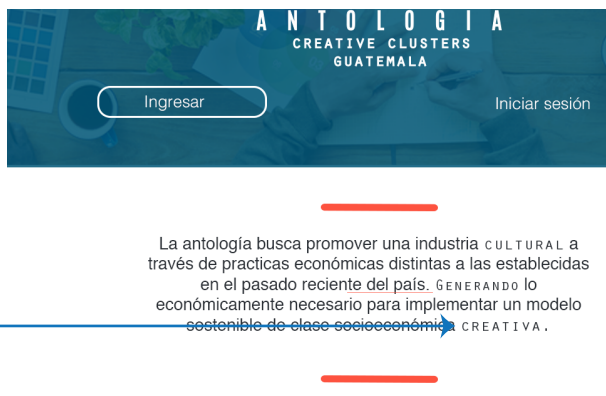 ANTOLOGÍA
CREATIVE CLUSTERS
GUATEMALA
Ingresar
Iniciar sesión
La antología busca promover una industria CULTURAL a
través de practicas económicas distintas a las establecidas
en el pasado reciente del país. GENERANDO lo
económicamente necesario para implementar un modelo
sostenible de clase socioeconómica CREATIVA.